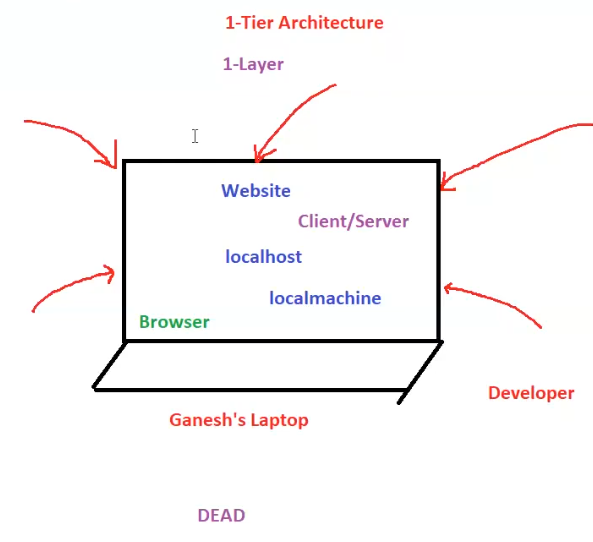 1-Tier Architecture
1-Layer
Website
Client/Server
localhost
localmachine
Browser
Developer
Ganesh's Laptop
DEAD